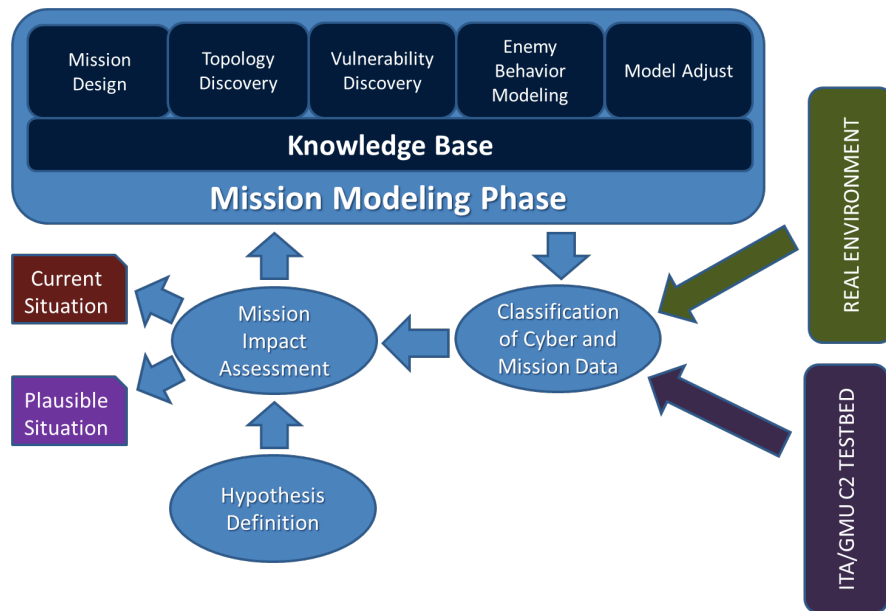 Mission
Design
Topology
Discovery
Vulnerability
Discovery
Enemy
Behavior
Modeling
Model Adjust
Knowledge Base
Mission Modeling Phase
Current
Situation
Plausible
Situation
Mission
Impact
Assessment
Classification
of Cyber and
Mission Data
Hypothesis
Definition
REAL ENVIRONMENT
ITA/GMU C2 TESTBED